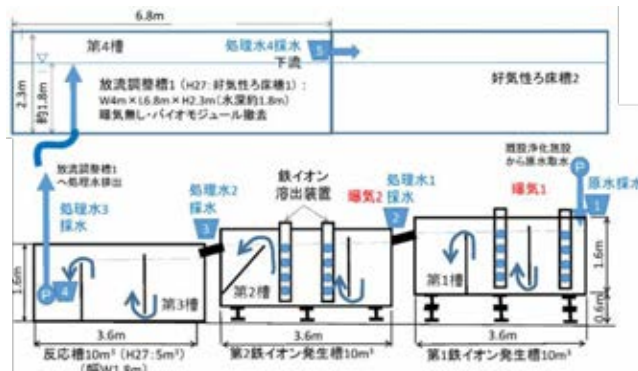 6.8m
第4槽
処理水4採水
5
下流
放流調整槽1 (H27:好気性ろ床槽1):
W4m×L6.8m×H2.3m(水深約1.8m)
曝気無し・バイオモジュール撤去
好気性ろ床槽2
2.3m
約1.8m
放流調整槽1
へ処理水排出
処理水3
採水
処理水2
採水
鉄イオン
溶出装置
曝気2
処理水1
採水
既設浄化施設
から原水取水
曝気1
P
原水採水
1
3
2
1.6m
P
4
第3槽
第2槽
第1槽
1.6m
0.6m
3.6m
3.6m
3.6m
反応槽10m³ (H27:5m³)
(幅W1.8m)
第2鉄イオン発生槽10m³
第1鉄イオン発生槽10m³